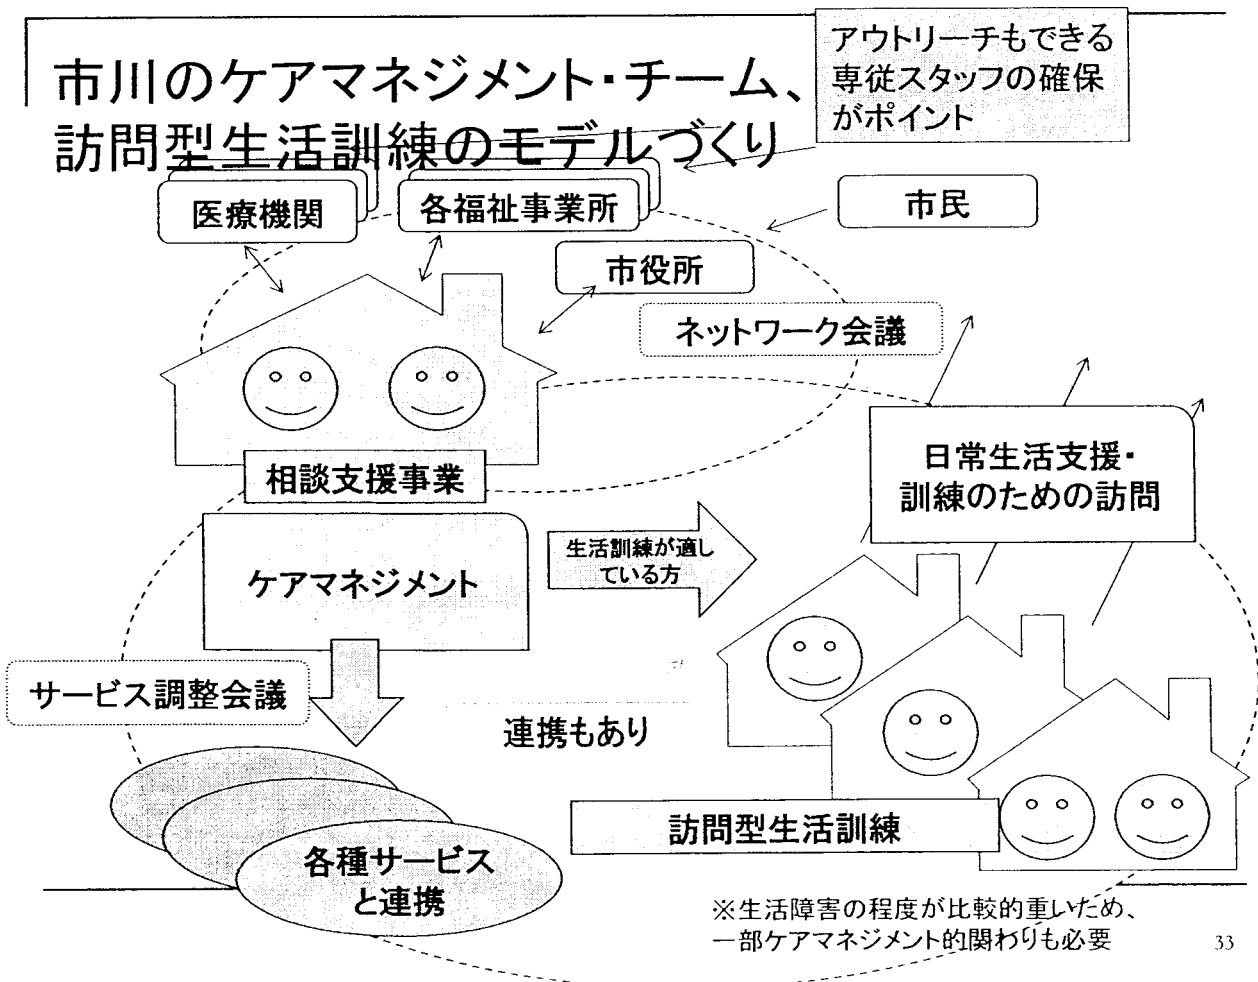 市川のケアマネジメント・チーム、
訪問型生活訓練のモデルづくり
アウトリーチもできる
専従スタッフの確保
がポイント
医療機関
各福祉事業所
市民
市役所
ネットワーク会議
相談支援事業
日常生活支援・
訓練のための訪問
ケアマネジメント
生活訓練が適し
ている方
サービス調整会議
連携もあり
訪問型生活訓練
各種サービス
と連携
※生活障害の程度が比較的重いため、
一部ケアマネジメント的関わりも必要
33